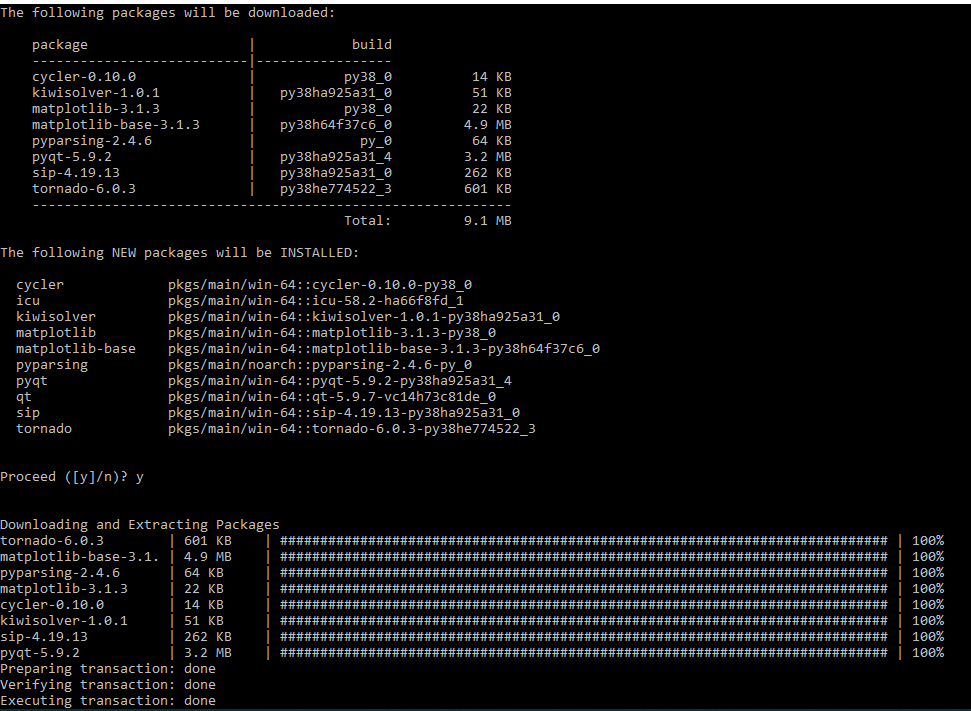 The following packages will be downloaded:
package | build
---------------------------|-----------------
cycler-0.10.0 | py38_0 14 KB
kiwisolver-1.0.1 | py38ha925a31_0 51 KB
matplotlib-3.1.3 | py38_0 22 KB
matplotlib-base-3.1.3 | py38h64f37c6_0 4.9 MB
pyparsing-2.4.6 | py_0 64 KB
pyqt-5.9.2 | py38ha925a31_4 3.2 MB
sip-4.19.13 | py38ha925a31_0 262 KB
tornado-6.0.3 | py38he774522_3 601 KB
------------------------------------------------------------
Total: 9.1 MB
The following NEW packages will be INSTALLED:
cycler pkgs/main/win-64::cycler-0.10.0-py38_0
icu pkgs/main/win-64::icu-58.2-ha66f8fd_1
kiwisolver pkgs/main/win-64::kiwisolver-1.0.1-py38ha925a31_0
matplotlib pkgs/main/win-64::matplotlib-3.1.3-py38_0
matplotlib-base pkgs/main/win-64::matplotlib-base-3.1.3-py38h64f37c6_0
pyparsing pkgs/main/noarch::pyparsing-2.4.6-py_0
pyqt pkgs/main/win-64::pyqt-5.9.2-py38ha925a31_4
qt pkgs/main/win-64::qt-5.9.7-vc14h73c81de_0
sip pkgs/main/win-64::sip-4.19.13-py38ha925a31_0
tornado pkgs/main/win-64::tornado-6.0.3-py38he774522_3
Proceed ([y]/n)? y
Downloading and Extracting Packages
tornado-6.0.3 | 601 KB | ############################################################################ | 100%
matplotlib-base-3.1. | 4.9 MB | ############################################################################ | 100%
pyparsing-2.4.6 | 64 KB | ############################################################################ | 100%
matplotlib-3.1.3 | 22 KB | ############################################################################ | 100%
cycler-0.10.0 | 14 KB | ############################################################################ | 100%
kiwisolver-1.0.1 | 51 KB | ############################################################################ | 100%
sip-4.19.13 | 262 KB | ############################################################################ | 100%
pyqt-5.9.2 | 3.2 MB | ############################################################################ | 100%
Preparing transaction: done
Verifying transaction: done
Executing transaction: done